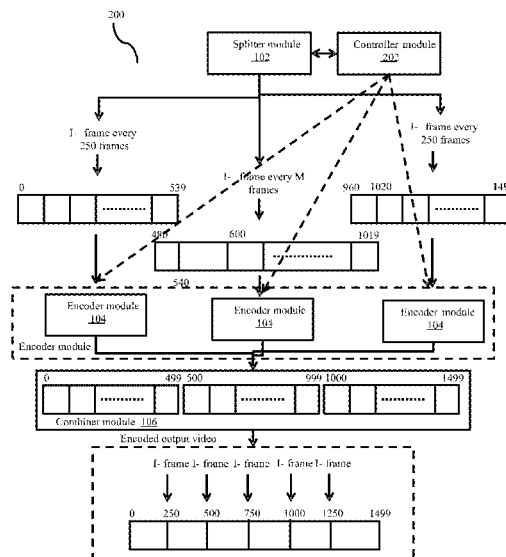 200
Splitter module
102
Controller module
202
I- frame every
250 frames
I- frame every M
frames
I- frame every
250 frames
0 539
960 1020 149
480 600 1019
540
Encoder module
104
Encoder module
104
Encoder module
104
Encoder module
0 499 500 999 1000 1499
Combiner module 106
Encoded output video
I- frame I- frame I- frame I- frame I- frame
0 250 500 750 1000 1250 1499